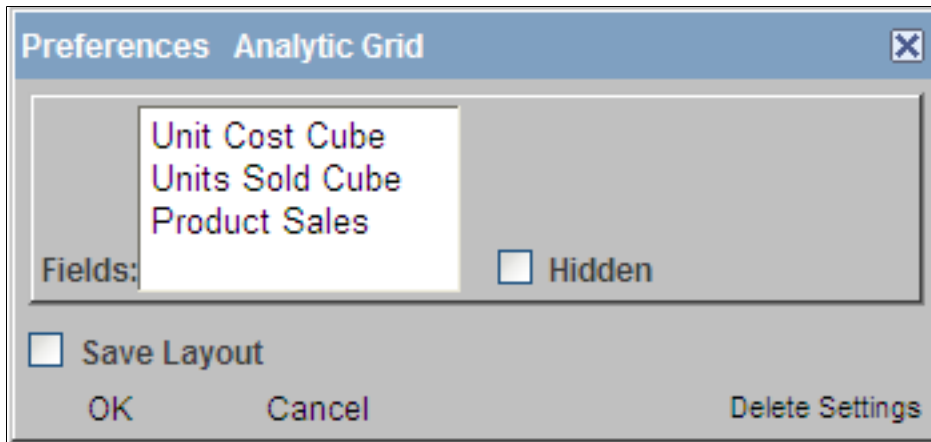 Preferences Analytic Grid
Unit Cost Cube
Units Sold Cube
Product Sales
Fields:
Hidden
Save Layout
OK Cancel Delete Settings